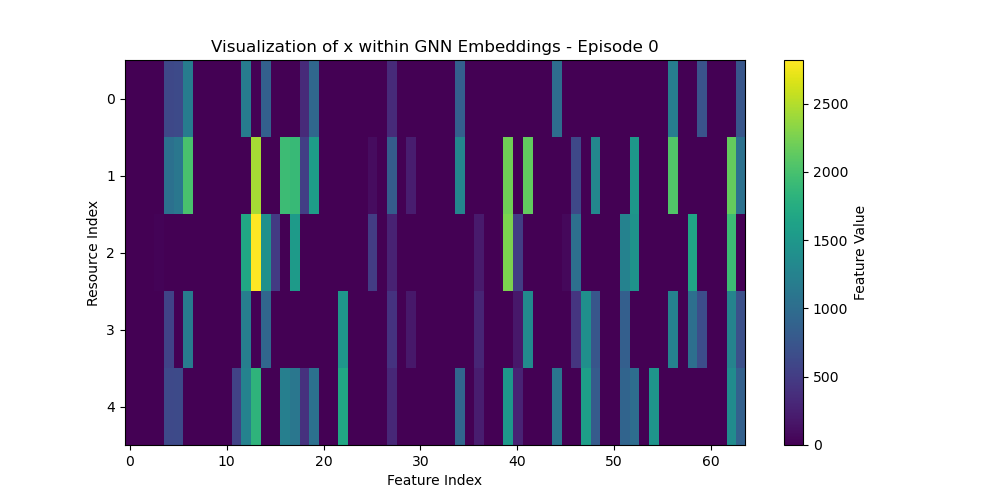 Visualization of x within GNN Embeddings - Episode 0
Resource Index
0
1
2
3
4
0 10 20 30 40 50 60
Feature Index
2500
2000
1500
1000
500
0
Feature Value